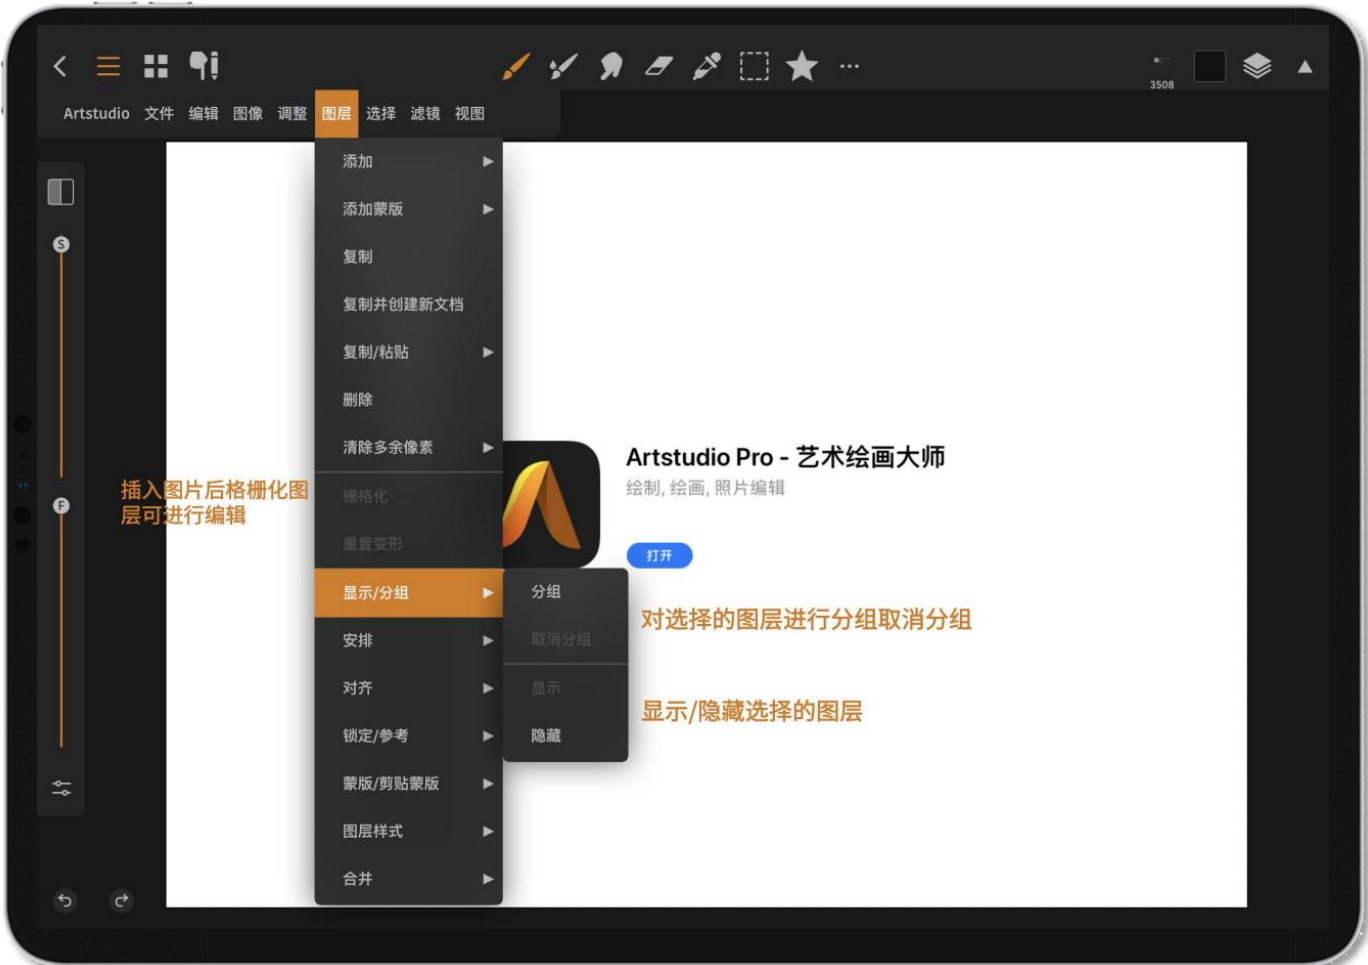 3508
Artstudio 文件 编辑 图像 调整 图层 选择 滤镜 视图
添加
添加蒙版
S
复制
复制并创建新文档
复制/粘贴
删除
清除多余像素
Artstudio Pro - 艺术绘画大师
绘制, 绘画, 照片编辑
插入图片后格栅化图
层可进行编辑
F
栅格化
重置变形
打开
显示/分组
分组
对选择的图层进行分组取消分组
安排
取消分组
对齐
显示
显示/隐藏选择的图层
锁定/参考
隐藏
蒙版/剪贴蒙版
图层样式
合并